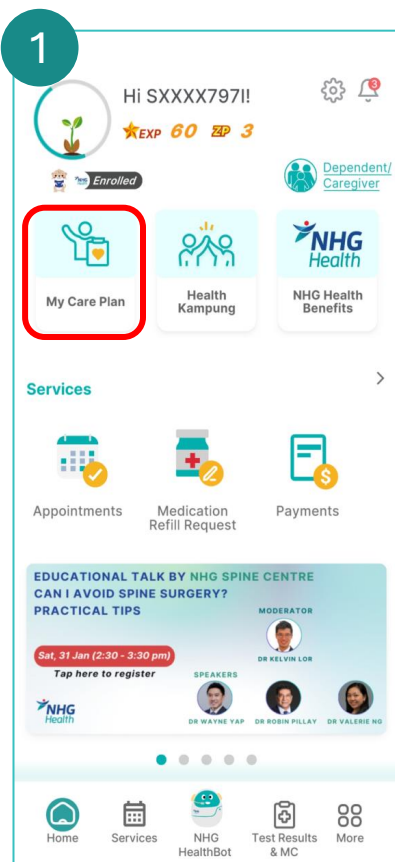 1
Hi SXXXX797I!
3
EXP 60 ZP 3
Dependent/
Caregiver
Enrolled
NHG
Health
My Care Plan
Health
Kampung
NHG Health
Benefits
Services
Appointments
Medication
Refill Request
Payments
EDUCATIONAL TALK BY NHG SPINE CENTRE
CAN I AVOID SPINE SURGERY?
PRACTICAL TIPS
MODERATOR
DR KELVIN LOR
Sat, 31 Jan (2:30 - 3:30 pm)
Tap here to register
SPEAKERS
NHG
Health
DR WAYNE YAP
DR ROBIN PILLAY
DR VALERIE NG
Home
Services
NHG
HealthBot
Test Results
& MC
More